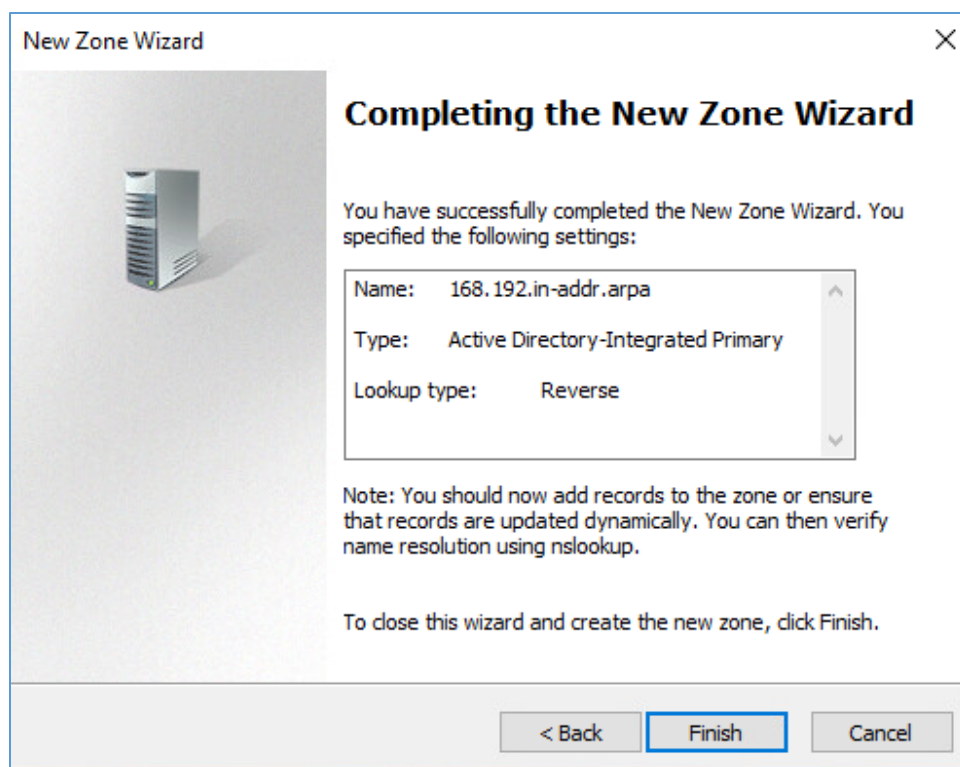 New Zone Wizard
Completing the New Zone Wizard
You have successfully completed the New Zone Wizard. You
specified the following settings:
Name: 168.192.in-addr.arpa
Type: Active Directory-Integrated Primary
Lookup type: Reverse
Note: You should now add records to the zone or ensure
that records are updated dynamically. You can then verify
name resolution using nslookup.
To close this wizard and create the new zone, click Finish.
< Back Finish Cancel